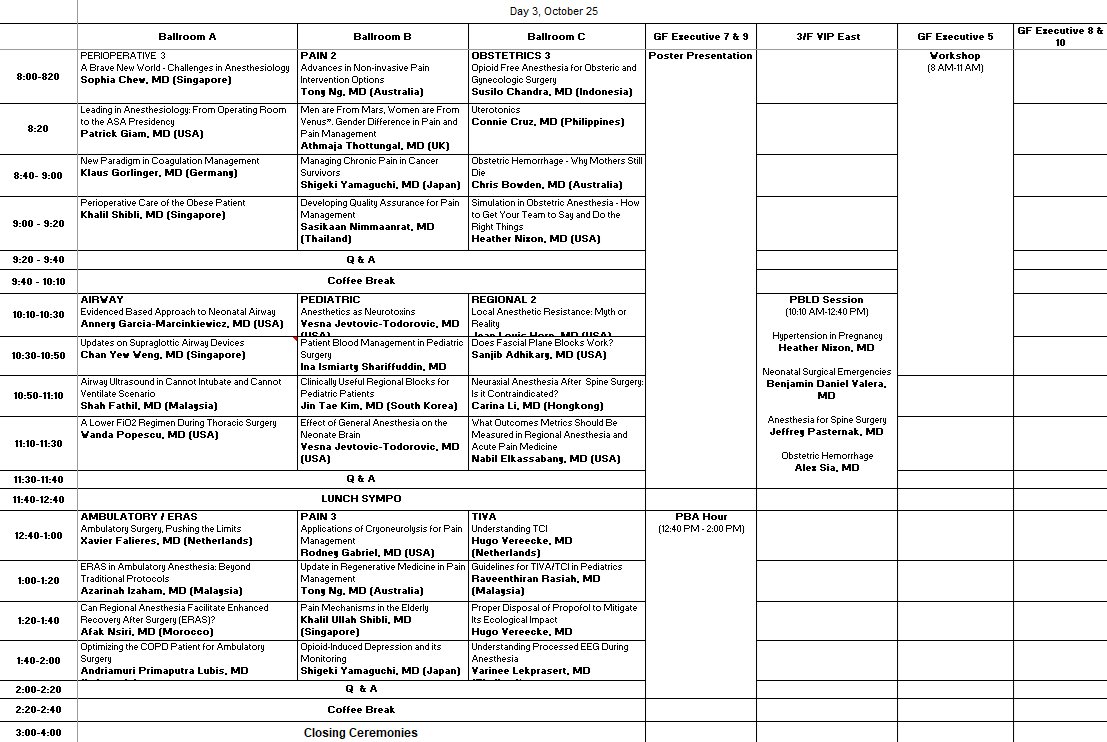 Day 3, October 25
Ballroom A
Ballroom B
Ballroom C
GF Executive 7 & 9
3/F VIP East
GF Executive 5
GF Executive 8 &
10
8:00-820
PERIOPERATIVE 3
A Brave New World - Challenges in Anesthesiology
Sophia Chew, MD (Singapore)
PAIN 2
Advances in Non-invasive Pain
Intervention Options
Tong Ng, MD (Australia)
OBSTETRICS 3
Opioid Free Anesthesia for Obsteric and
Gynecologic Surgery
Susilo Chandra, MD (Indonesia)
Poster Presentation
Workshop
(8 AM-11 AM)
8:20
Leading in Anesthesiology: From Operating Room
to the ASA Presidency
Patrick Giam, MD (USA)
Men are From Mars, Women are From
Venus". Gender Difference in Pain and
Pain Management
Athmaja Thottungal, MD (UK)
Uterotonics
Connie Cruz, MD (Philippines)
8:40- 9:00
New Paradigm in Coagulation Management
Klaus Gorlinger, MD (Germany)
Managing Chronic Pain in Cancer
Survivors
Shigeki Yamaguchi, MD (Japan)
Obstetric Hemorrhage - Why Mothers Still
Die
Chris Bowden, MD (Australia)
9:00 - 9:20
Perioperative Care of the Obese Patient
Khalil Shibli, MD (Singapore)
Developing Quality Assurance for Pain
Management
Sasikaan Nimmaanrat, MD
(Thailand)
Simulation in Obstetric Anesthesia - How
to Get Your Team to Say and Do the
Right Things
Heather Nixon, MD (USA)
9:20 - 9:40
Q & A
9:40 - 10:10
Coffee Break
10:10-10:30
AIRWAY
Evidenced Based Approach to Neonatal Airway
Annery Garcia-Marcinkiewicz, MD (USA)
PEDIATRIC
Anesthetics as Neurotoxins
Vesna Jevtovic-Todorovic, MD
(USA)
REGIONAL 2
Local Anesthetic Resistance: Myth or
Reality
Jean Louis Horn, MD (USA)
PBLD Session
(10:10 AM-12:40 PM)
Hypertension in Pregnancy
Heather Nizon, MD
Neonatal Surgical Emergencies
Benjamin Daniel Valera,
MD
Anesthesia for Spine Surgery
Jeffrey Pasternak, MD
Obstetric Hemorrhage
Alex Sia, MD
10:30-10:50
Updates on Supraglottic Airway Devices
Chan Yew Weng, MD (Singapore)
Patient Blood Management in Pediatric
Surgery
Ina Ismiarty Shariffuddin, MD
Does Fascial Plane Blocks Work?
Sanjib Adhikary, MD (USA)
10:50-11:10
Airway Ultrasound in Cannot Intubate and Cannot
Ventilate Scenario
Shah Fathil, MD (Malaysia)
Clinically Useful Regional Blocks for
Pediatric Patients
Jin Tae Kim, MD (South Korea)
Neuraxial Anesthesia After Spine Surgery:
Is it Contraindicated?
Carina Li, MD (Hongkong)
11:10-11:30
A Lower FiO2 Regimen During Thoracic Surgery
Wanda Popescu, MD (USA)
Effect of General Anesthesia on the
Neonate Brain
Vesna Jevtovic-Todorovic, MD
(USA)
What Outcomes Metrics Should Be
Measured in Regional Anesthesia and
Acute Pain Medicine
Nabil Elkassabany, MD (USA)
11:30-11:40
Q & A
11:40-12:40
LUNCH SYMPO
12:40-1:00
AMBULATORY / ERAS
Ambulatory Surgery, Pushing the Limits
Xavier Falieres, MD (Netherlands)
PAIN 3
Applications of Cryoneurolysis for Pain
Management
Rodney Gabriel, MD (USA)
TIVA
Understanding TCI
Hugo Vereecke, MD
(Netherlands)
PBA Hour
(12:40 PM - 2:00 PM)
1:00-1:20
ERAS in Ambulatory Anesthesia: Beyond
Traditional Protocols
Azarinah Izaham, MD (Malaysia)
Update in Regenerative Medicine in Pain
Management
Tong Ng, MD (Australia)
Guidelines for TIVA/TCI in Pediatrics
Raveenthiran Rasiah, MD
(Malaysia)
1:20-1:40
Can Regional Anesthesia Facilitate Enhanced
Recovery After Surgery (ERAS)?
Afak Nsiri, MD (Morocco)
Pain Mechanisms in the Elderly
Khalil Ullah Shibli, MD
(Singapore)
Proper Disposal of Propofol to Mitigate
Its Ecological Impact
Hugo Vereecke, MD
1:40-2:00
Optimizing the COPD Patient for Ambulatory
Surgery
Andriamuri Primaputra Lubis, MD
Opioid-Induced Depression and its
Monitoring
Shigeki Yamaguchi, MD (Japan)
Understanding Processed EEG During
Anesthesia
Varinee Lekprasert, MD
2:00-2:20
Q & A
2:20-2:40
Coffee Break
3:00-4:00
Closing Ceremonies